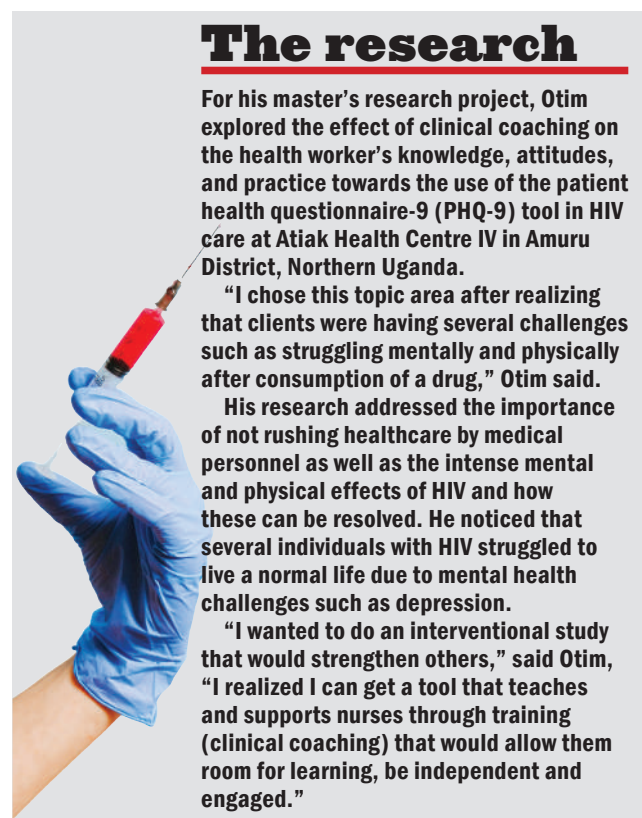 The research
For his master’s research project, Otim
explored the effect of clinical coaching on
the health worker’s knowledge, attitudes,
and practice towards the use of the patient
health questionnaire-9 (PHQ-9) tool in HIV
care at Atiak Health Centre IV in Amuru
District, Northern Uganda.
“I chose this topic area after realizing
that clients were having several challenges
such as struggling mentally and physically
after consumption of a drug,” Otim said.
His research addressed the importance
of not rushing healthcare by medical
personnel as well as the intense mental
and physical effects of HIV and how
these can be resolved. He noticed that
several individuals with HIV struggled to
live a normal life due to mental health
challenges such as depression.
“I wanted to do an interventional study
that would strengthen others,” said Otim,
“I realized I can get a tool that teaches
and supports nurses through training
(clinical coaching) that would allow them
room for learning, be independent and
engaged.”